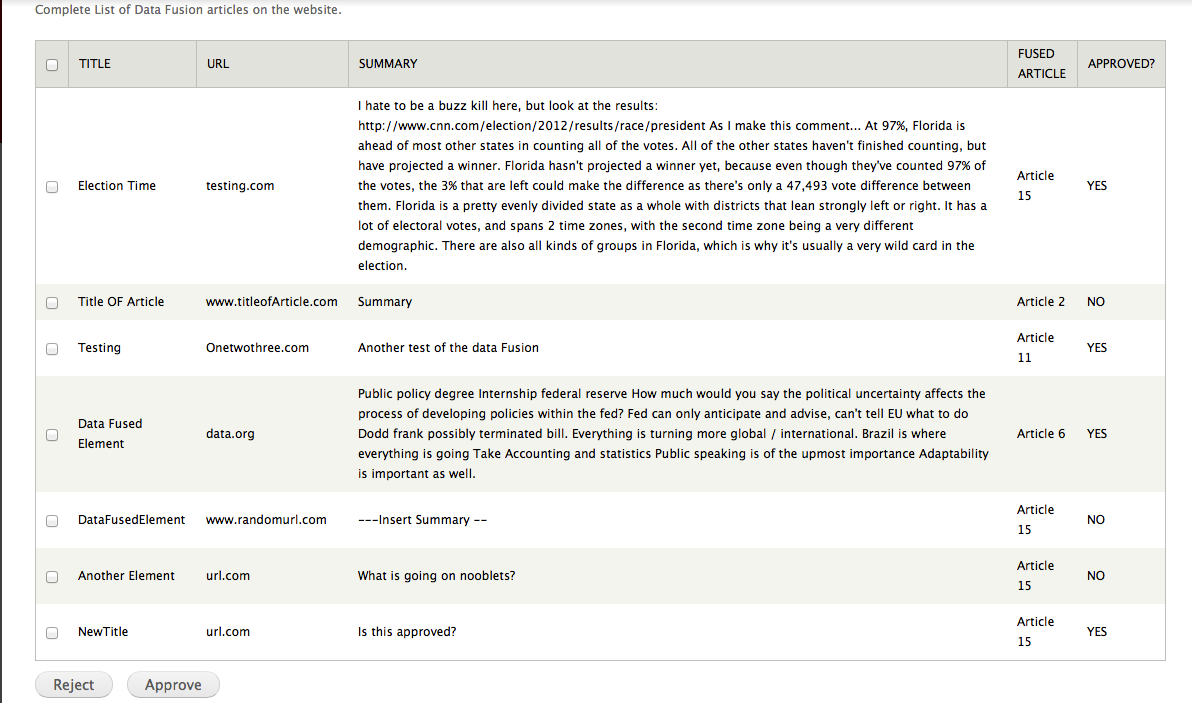 Complete List of Data Fusion articles on the website.
TITLE URL SUMMARY FUSED ARTICLE APPROVED?
I hate to be a buzz kill here, but look at the results:
http://www.cnn.com/election/2012/results/race/president As I make this comment... At 97%, Florida is
ahead of most other states in counting all of the votes. All of the other states haven't finished counting, but
have projected a winner. Florida hasn't projected a winner yet, because even though they've counted 97% of
Election Time testing.com the votes, the 3% that are left could make the difference as there's only a 47,493 vote difference between Article 15 YES
them. Florida is a pretty evenly divided state as a whole with districts that lean strongly left or right. It has a
lot of electoral votes, and spans 2 time zones, with the second time zone being a very different
demographic. There are also all kinds of groups in Florida, which is why it's usually a very wild card in the
election.
Title OF Article www.titleofArticle.com Summary Article 2 NO
Testing Onetwothree.com Another test of the data Fusion Article 11 YES
Public policy degree Internship federal reserve How much would you say the political uncertainty affects the
process of developing policies within the fed? Fed can only anticipate and advise, can't tell EU what to do
Data Fused Element data.org Dodd frank possibly terminated bill. Everything is turning more global / international. Brazil is where Article 6 YES
everything is going Take Accounting and statistics Public speaking is of the upmost importance Adaptability
is important as well.
DataFusedElement www.randomurl.com ---Insert Summary -- Article 15 NO
Another Element url.com What is going on nooblets? Article 15 NO
NewTitle url.com Is this approved? Article 15 YES
Reject Approve